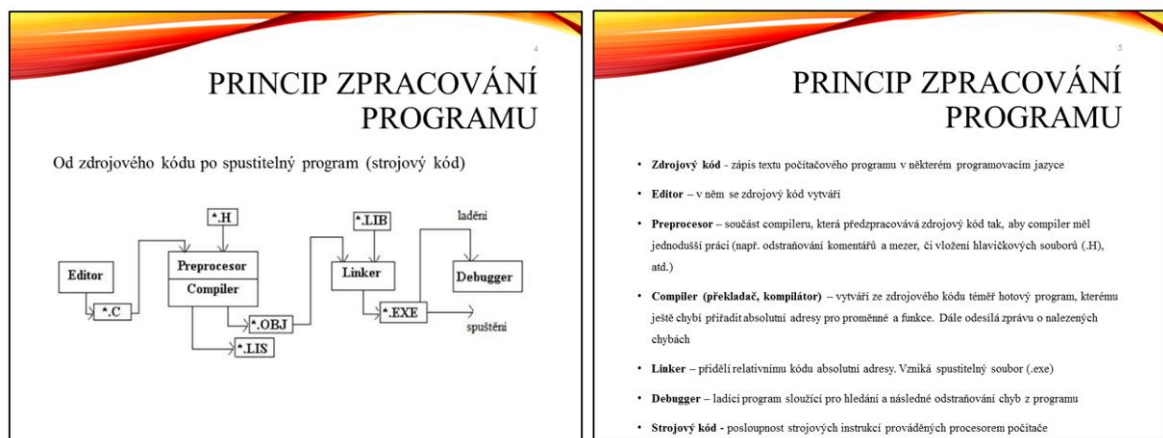 4
PRINCIP ZPRACOVÁNÍ
PROGRAMU
Od zdrojového kódu po spustitelný program (strojový kód)
*.H
*.LIB
ladění
Editor
Preprocesor
Compiler
Linker
Debugger
*.C
*.OBJ
*.EXE
spuštění
*.LIS
5
PRINCIP ZPRACOVÁNÍ
PROGRAMU
• Zdrojový kód - zápis textu počítačového programu v některém programovacím jazyce
• Editor – v něm se zdrojový kód vytváří
• Preprocesor – součást compileru, která předzpracovává zdrojový kód tak, aby compiler měl
jednodušší práci (např. odstraňování komentářů a mezer, či vložení hlavičkových souborů (.H),
atd.)
• Compiler (překladač, kompilátor) – vytváří ze zdrojového kódu téměř hotový program, kterému
ještě chybí přiřadit absolutní adresy pro proměnné a funkce. Dále odesílá zprávu o nalezených
chybách
• Linker – přidělí relativnímu kódu absolutní adresy. Vzniká spustitelný soubor (.exe)
• Debugger – ladící program sloužící pro hledání a následné odstraňování chyb z programu
• Strojový kód - posloupnost strojových instrukcí prováděných procesorem počítače